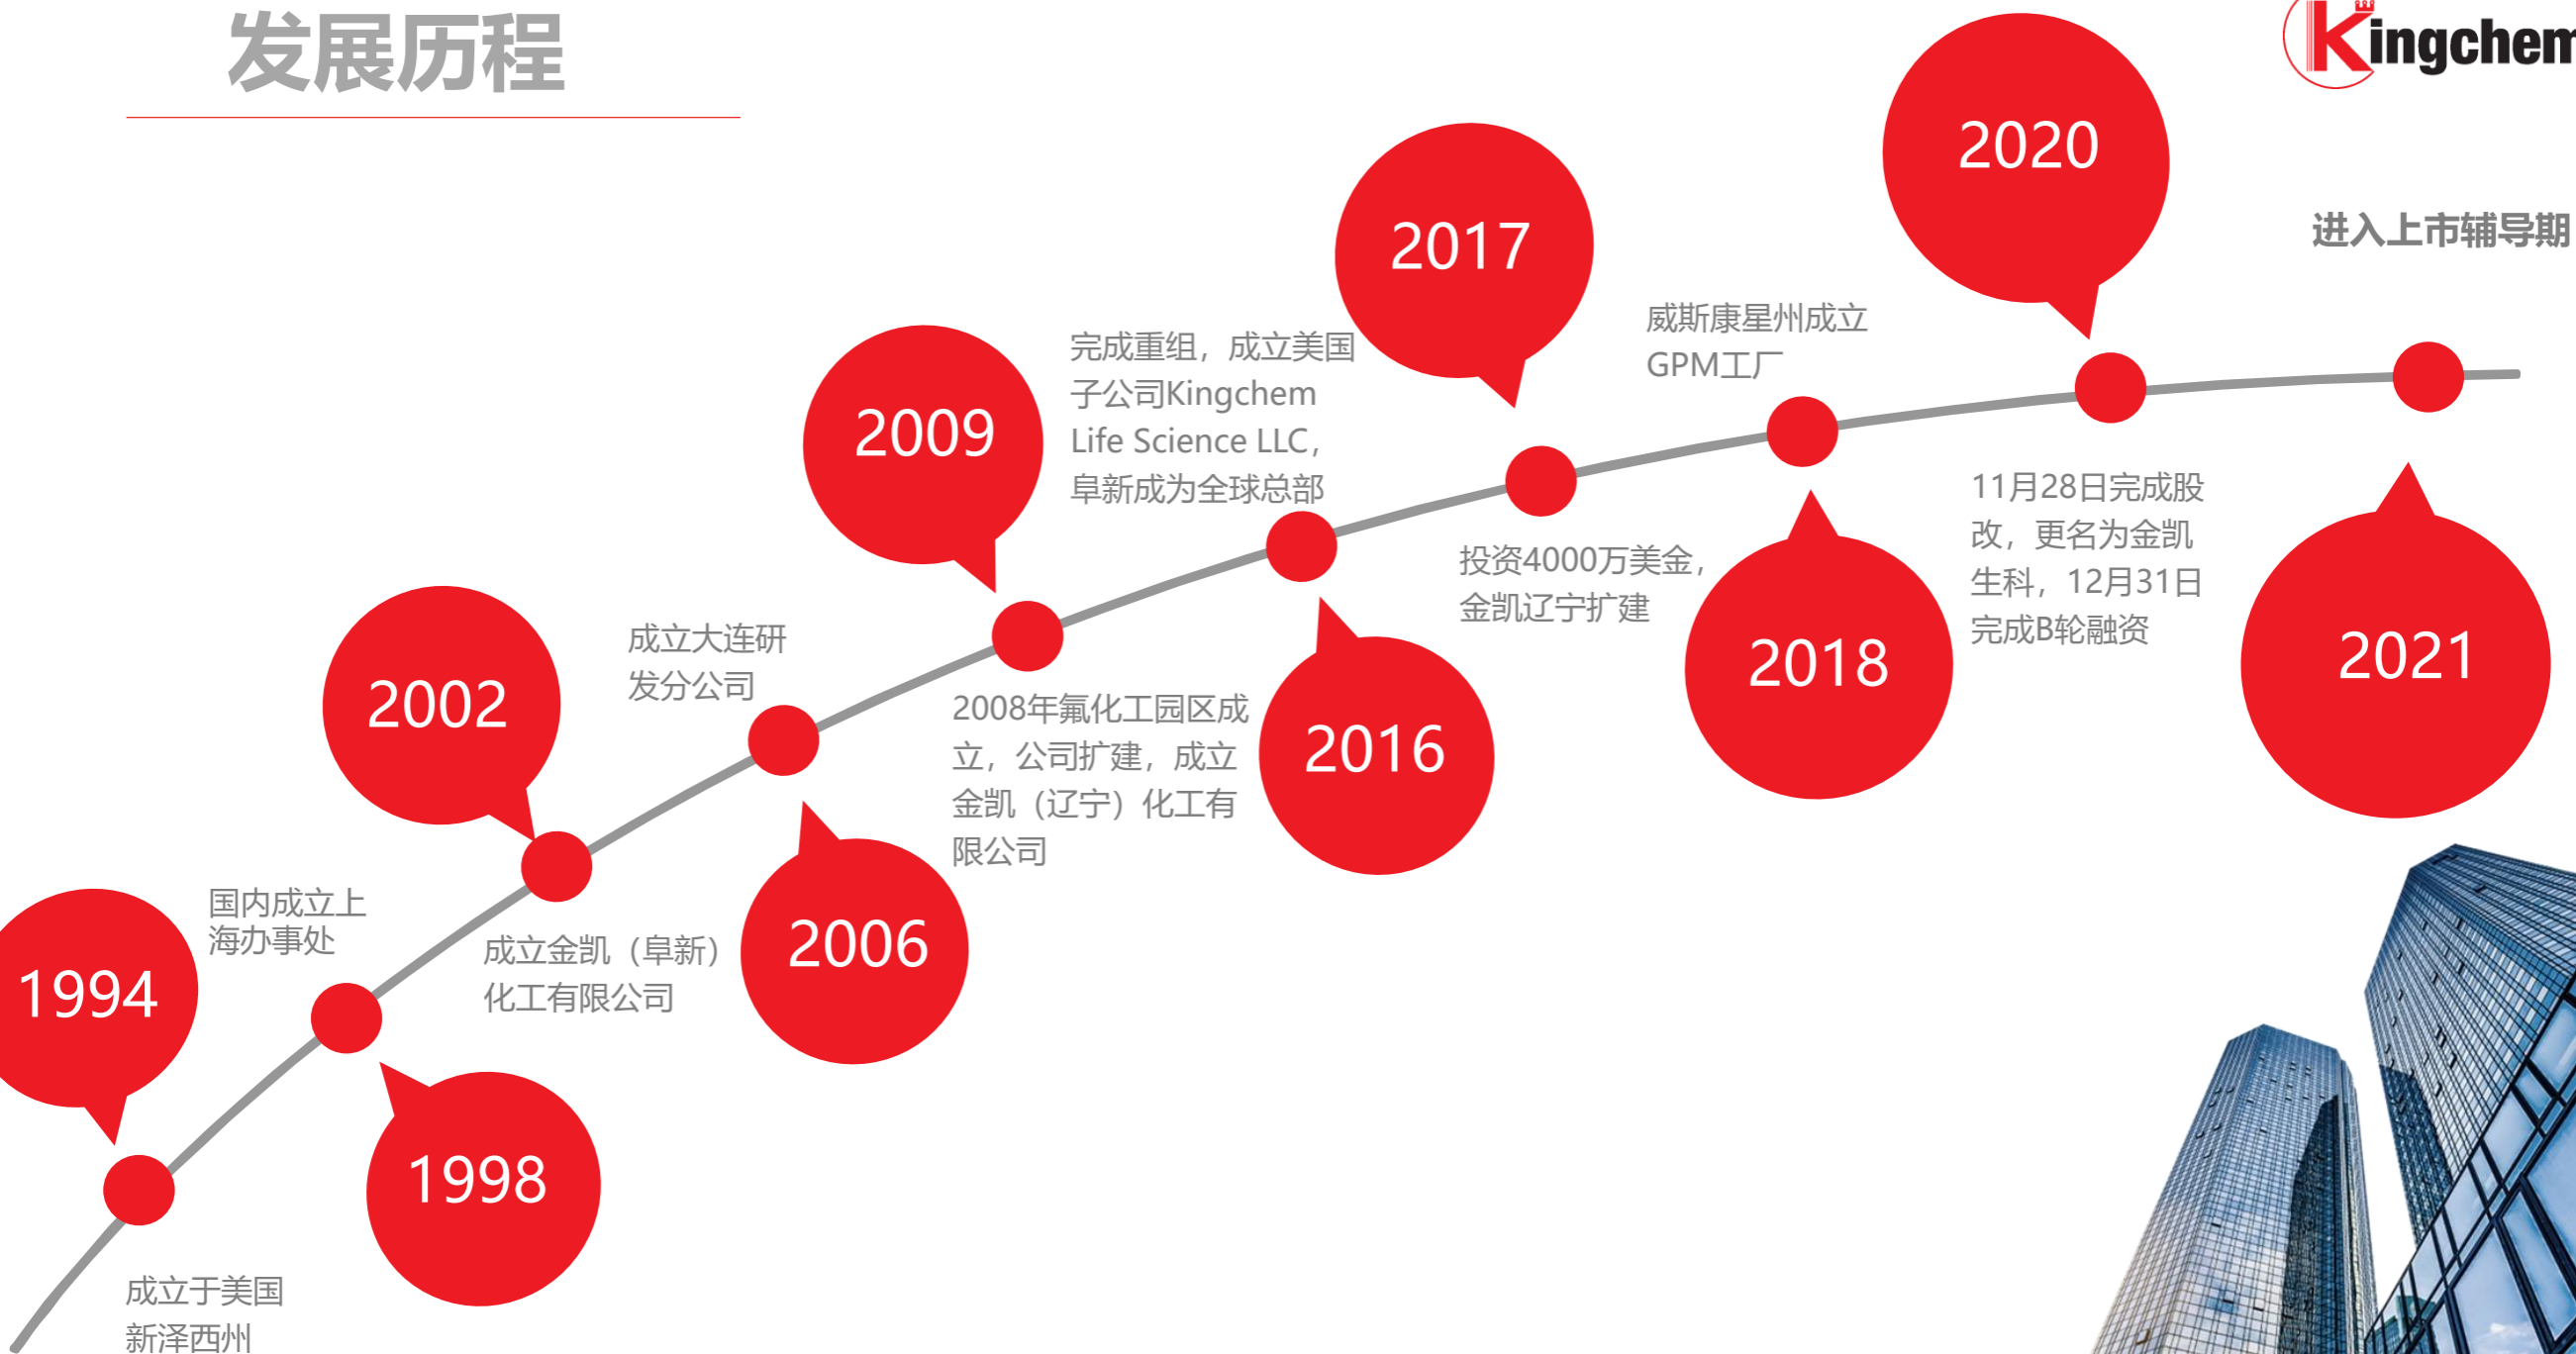 发展历程
Kingchem
1994
成立于美国
新泽西州
1998
国内成立上
海办事处
2002
成立金凯（阜新）
化工有限公司
2006
成立大连研
发分公司
2009
2008年氟化工园区成
立，公司扩建，成立
金凯（辽宁）化工有
限公司
2016
完成重组，成立美国
子公司Kingchem
Life Science LLC，
阜新成为全球总部
2017
投资4000万美金，
金凯辽宁扩建
2018
威斯康星州成立
GPM工厂
2020
11月28日完成股
改，更名为金凯
生科，12月31日
完成B轮融资
2021
进入上市辅导期